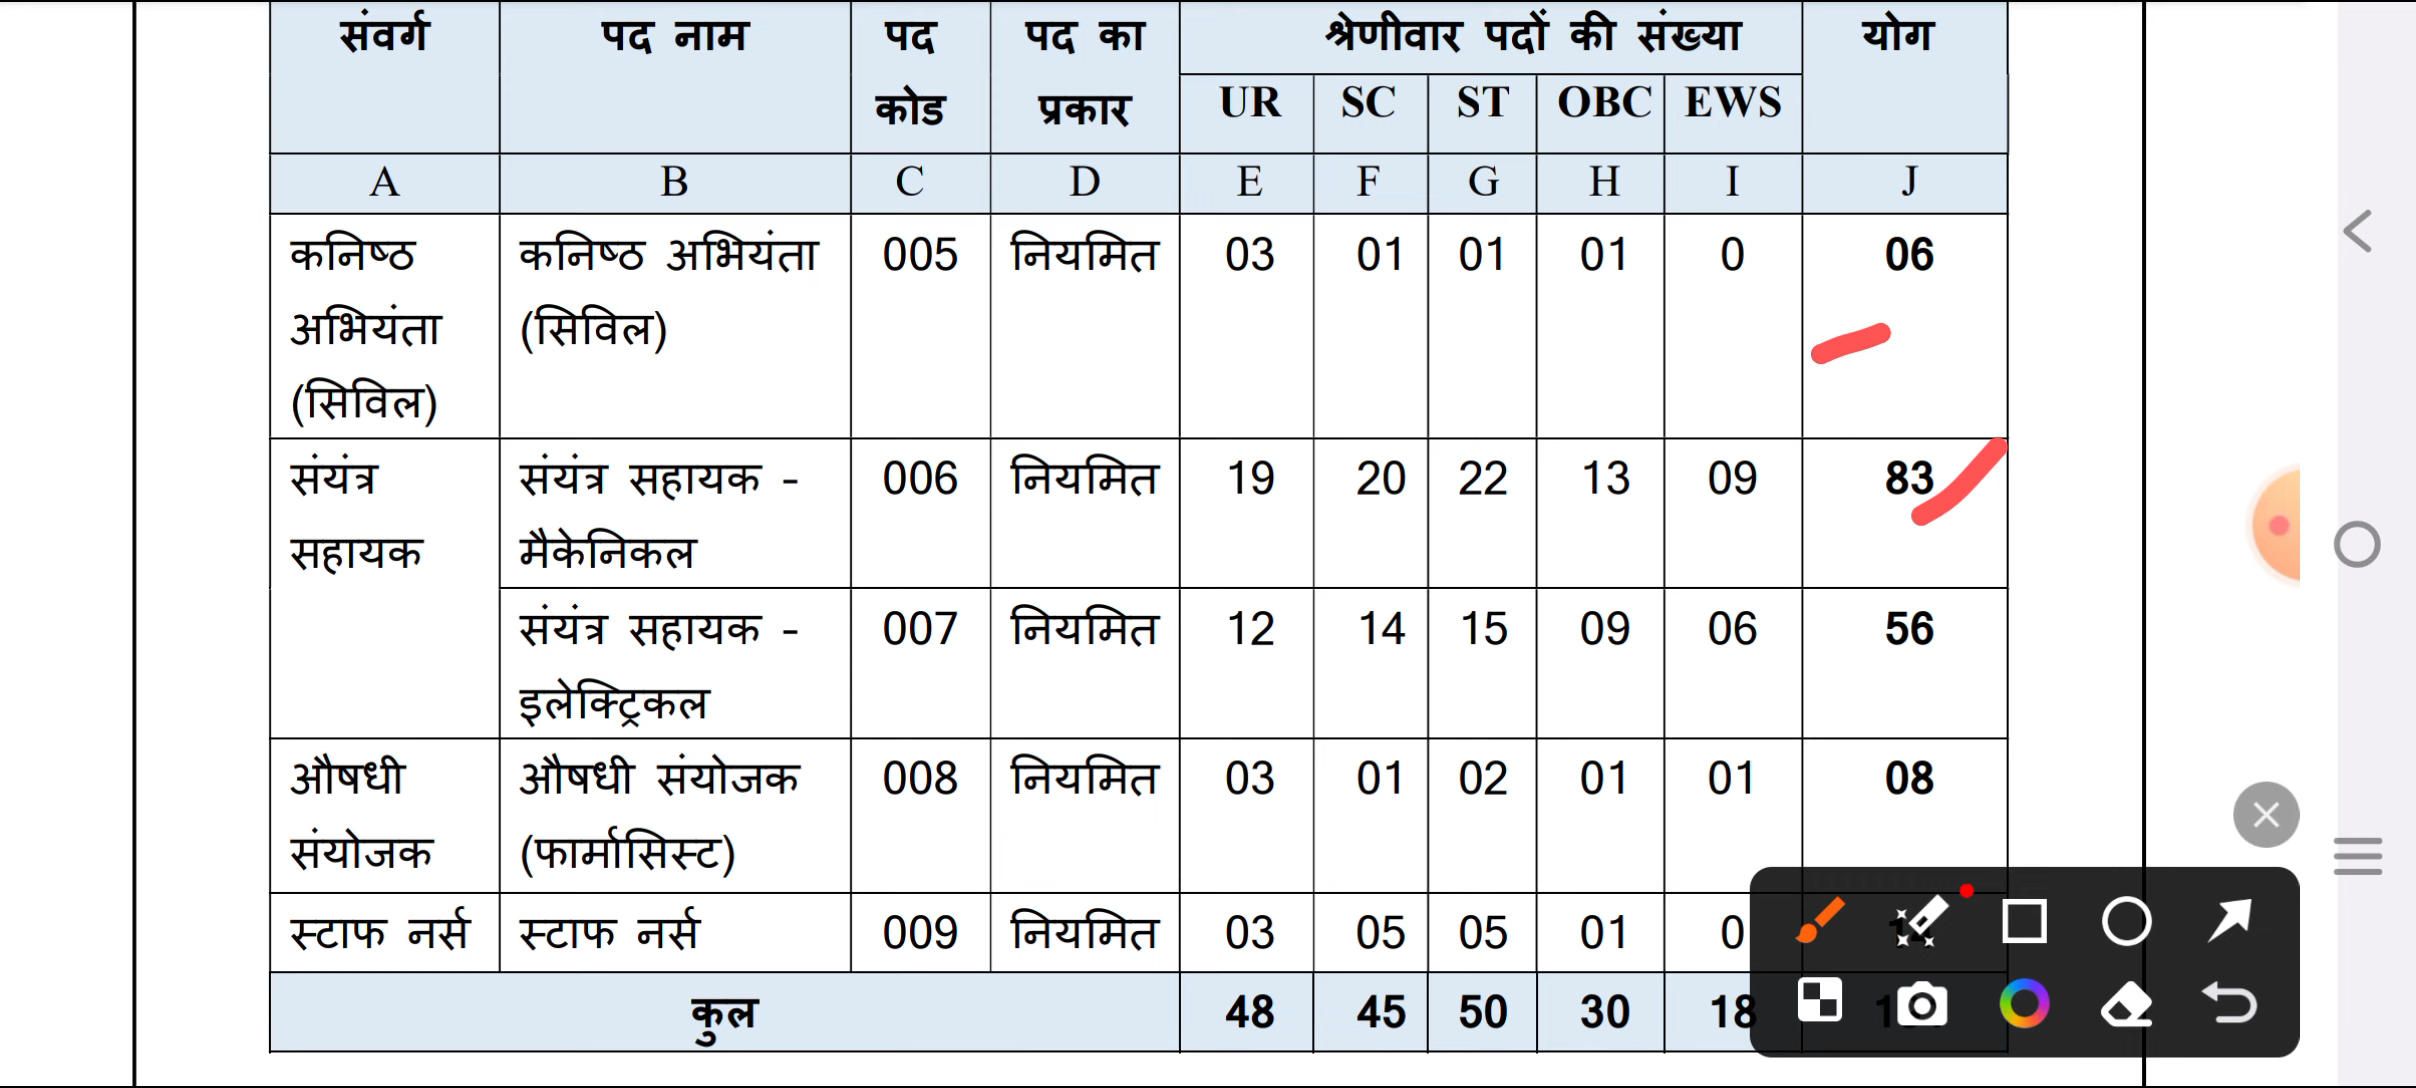 संवर्ग पद नाम पद कोड पद का प्रकार श्रेणीवार पदों की संख्या योग
UR SC ST OBC EWS
A B C D E F G H I J
कनिष्ठ अभियंता (सिविल) कनिष्ठ अभियंता (सिविल) 005 नियमित 03 01 01 01 0 06
संयंत्र सहायक संयंत्र सहायक - मैकेनिकल 006 नियमित 19 20 22 13 09 83
संयंत्र सहायक - इलेक्ट्रिकल 007 नियमित 12 14 15 09 06 56
औषधी संयोजक औषधी संयोजक (फार्मासिस्ट) 008 नियमित 03 01 02 01 01 08
स्टाफ नर्स स्टाफ नर्स 009 नियमित 03 05 05 01 0
कुल 48 45 50 30 18